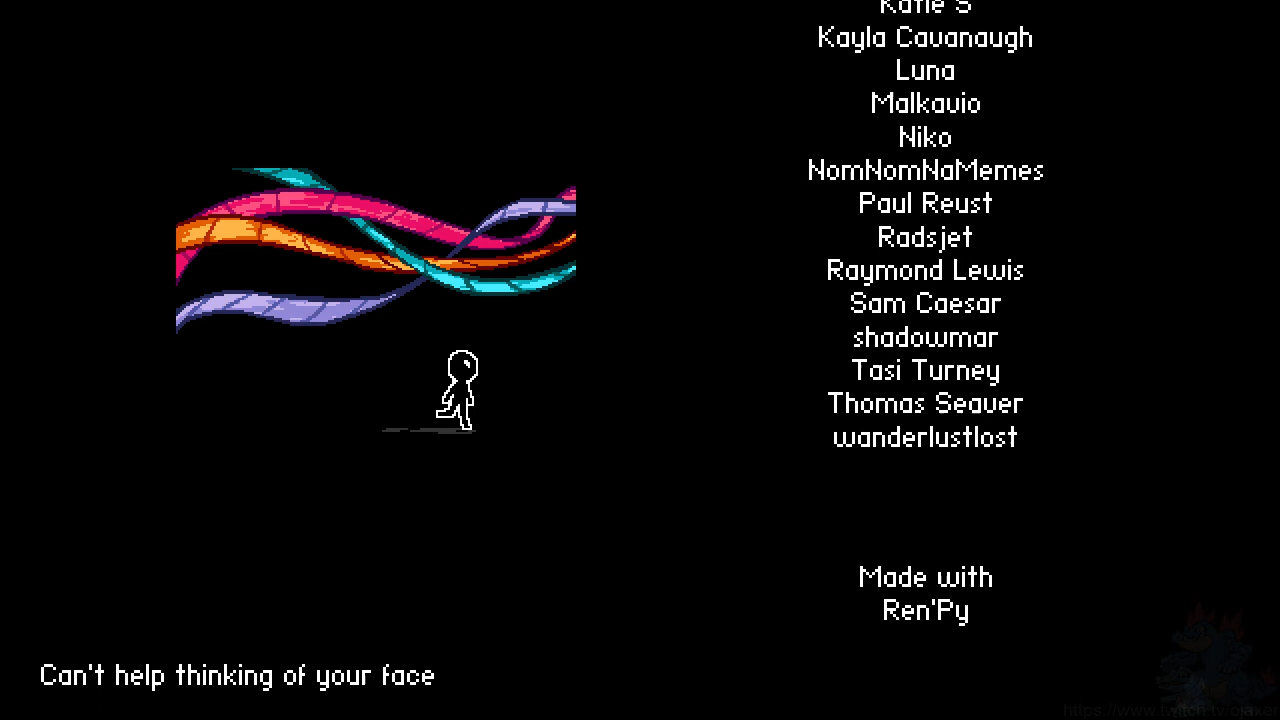 Katie S
Kayla Cavanaugh
Luna
Malkavio
Niko
NomNomNaMemes
Paul Reust
Radsjet
Raymond Lewis
Sam Caesar
shadowmar
Tasi Turney
Thomas Seaver
wanderlustlost
Made with
Ren'Py
Can't help thinking of your face